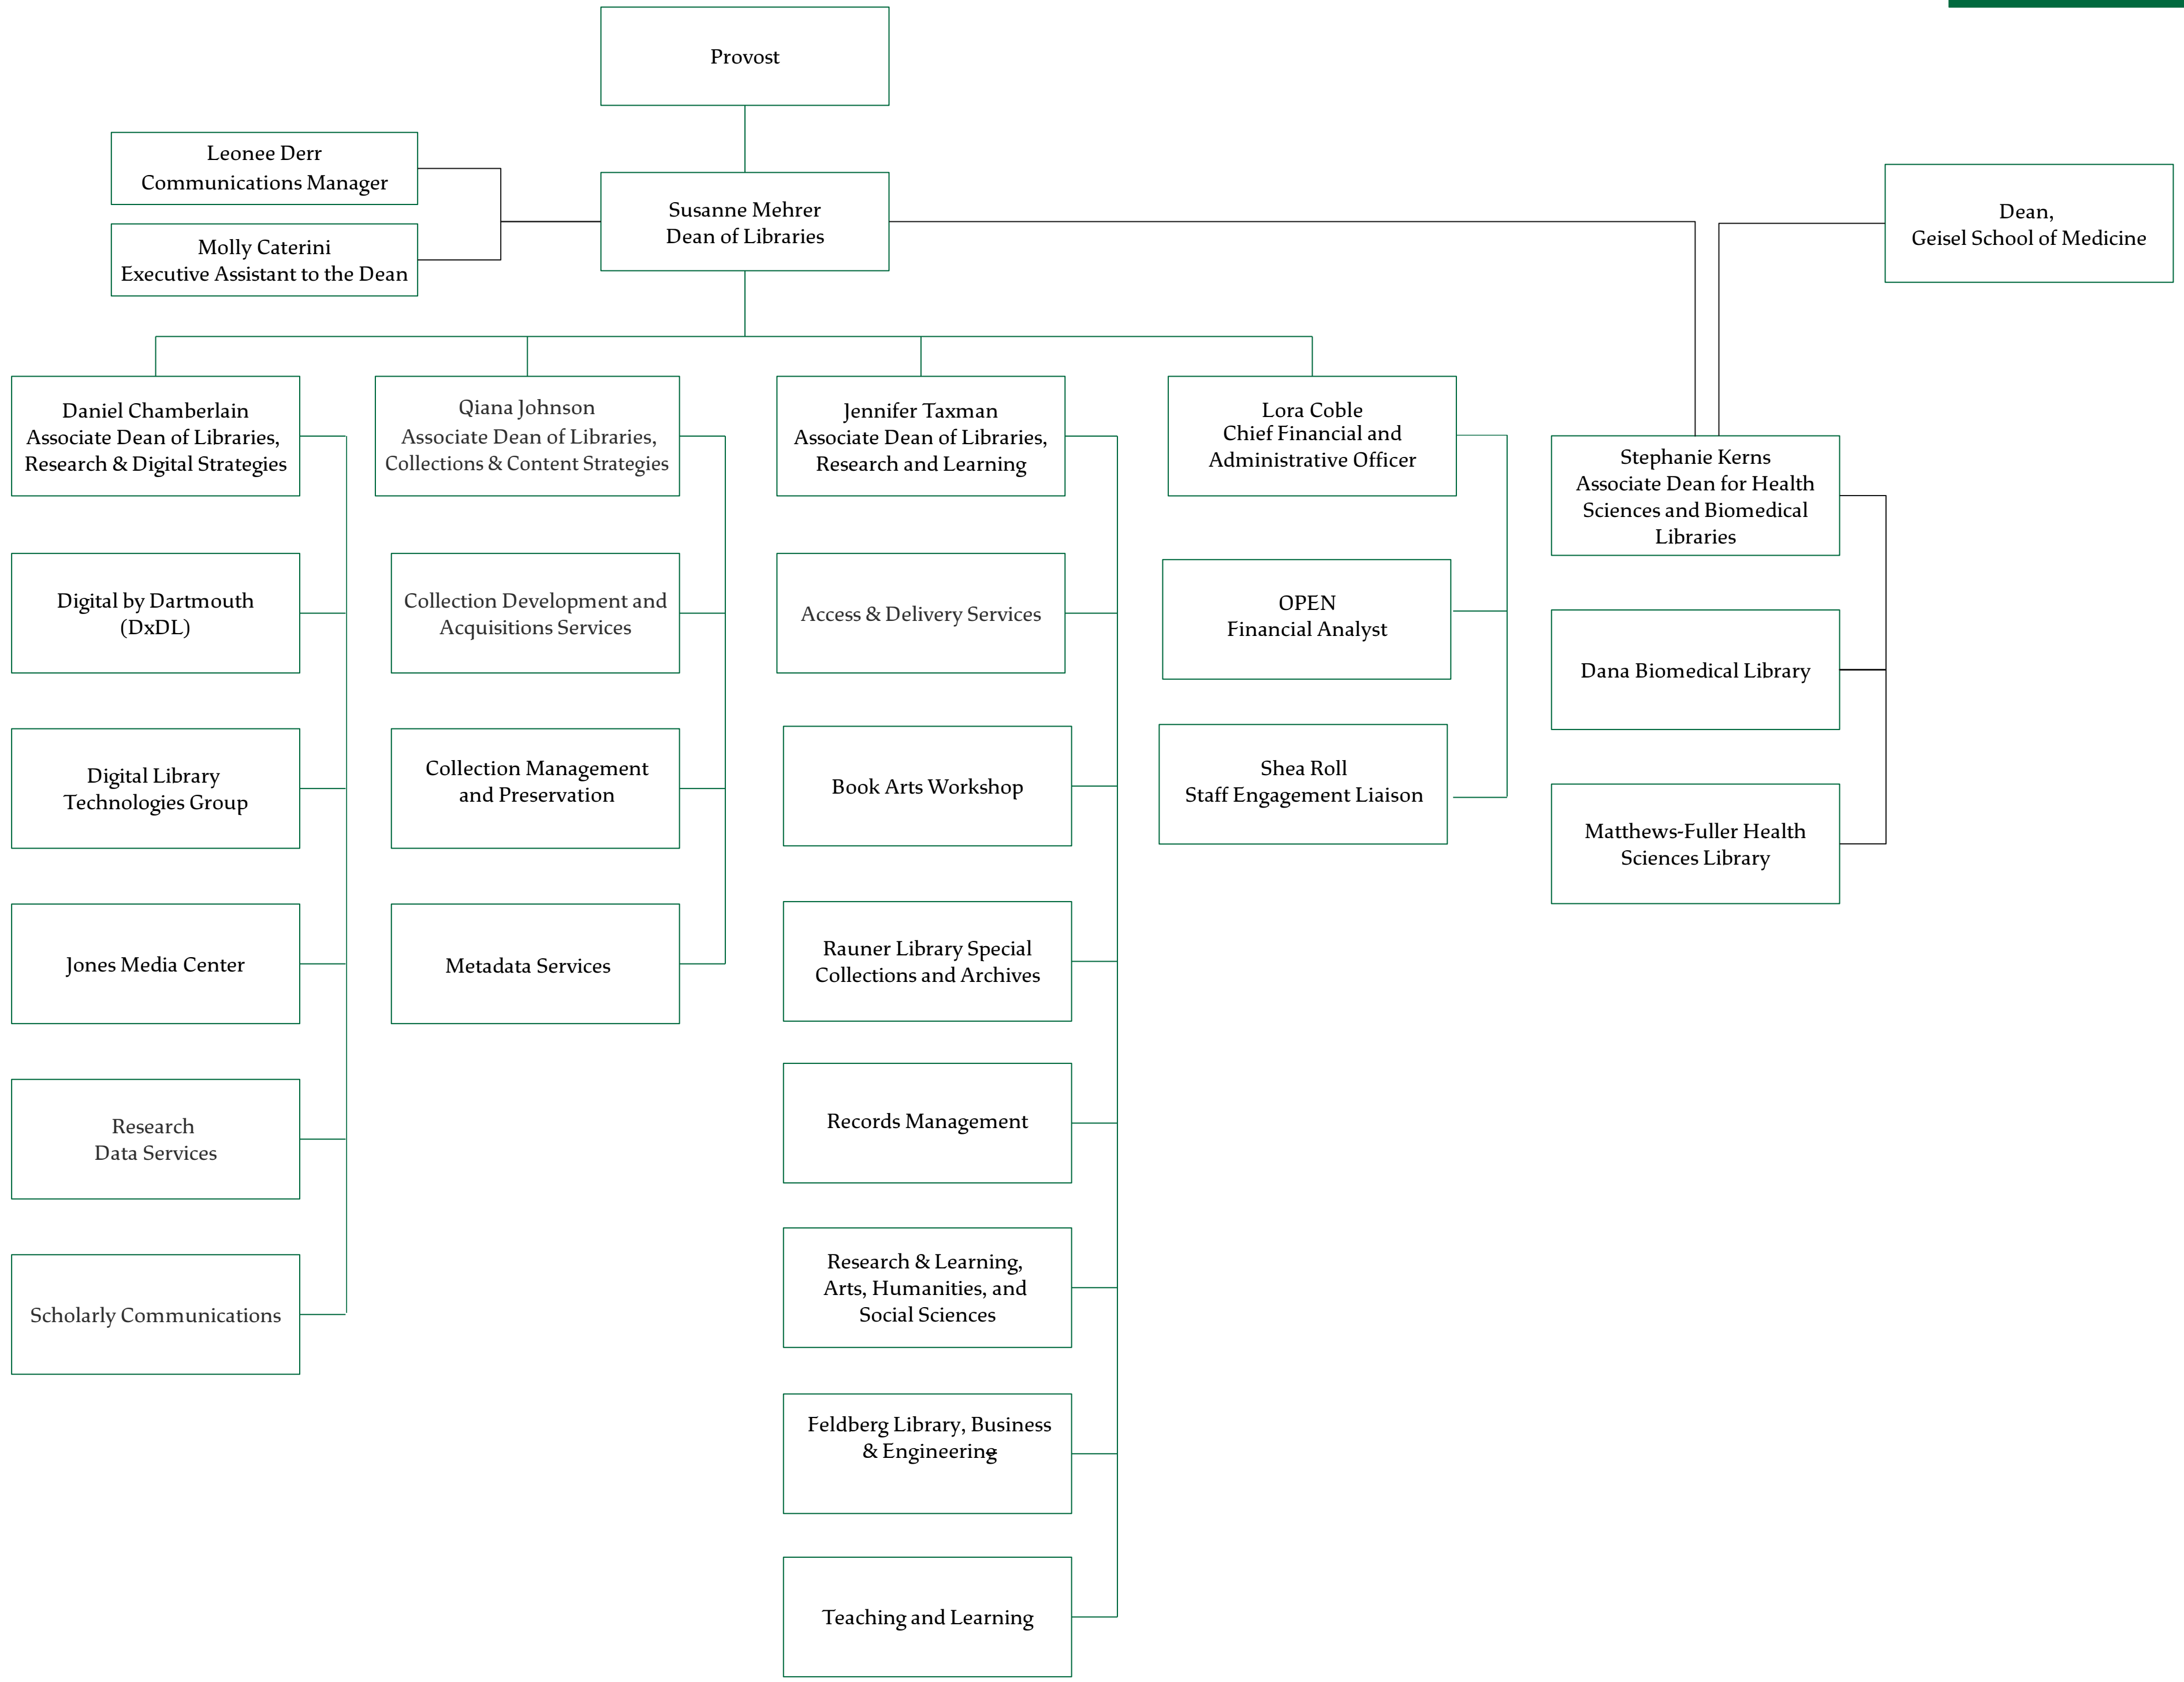 Provost
Leonee Derr
Communications Manager
Molly Caterini
Executive Assistant to the Dean
Susanne Mehrer
Dean of Libraries
Dean,
Geisel School of Medicine
Daniel Chamberlain
Associate Dean of Libraries,
Research & Digital Strategies
Digital by Dartmouth
(DxDL)
Digital Library
Technologies Group
Jones Media Center
Research
Data Services
Scholarly Communications
Qiana Johnson
Associate Dean of Libraries,
Collections & Content Strategies
Collection Development and
Acquisitions Services
Collection Management
and Preservation
Metadata Services
Jennifer Taxman
Associate Dean of Libraries,
Research and Learning
Access & Delivery Services
Book Arts Workshop
Rauner Library Special
Collections and Archives
Records Management
Research & Learning,
Arts, Humanities, and
Social Sciences
Feldberg Library, Business
& Engineering
Teaching and Learning
Lora Coble
Chief Financial and
Administrative Officer
OPEN
Financial Analyst
Shea Roll
Staff Engagement Liaison
Stephanie Kerns
Associate Dean for Health
Sciences and Biomedical
Libraries
Dana Biomedical Library
Matthews-Fuller Health
Sciences Library